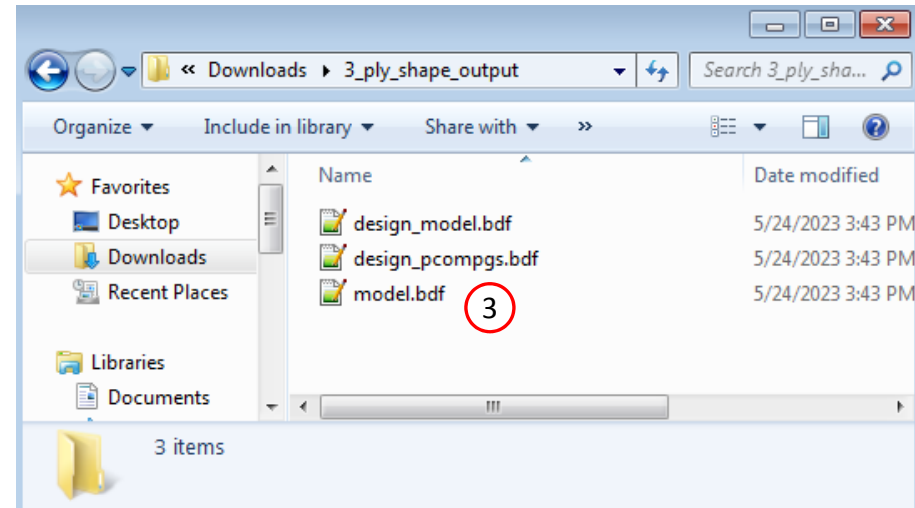 « Downloads ▸ 3_ply_shape_output
Search 3_ply_sha...
Organize Include in library Share with »
Favorites
Desktop
Downloads
Recent Places
Libraries
Documents
Name Date modified
design_model.bdf 5/24/2023 3:43 PM
design_pcompgs.bdf 5/24/2023 3:43 PM
model.bdf 5/24/2023 3:43 PM
3
3 items